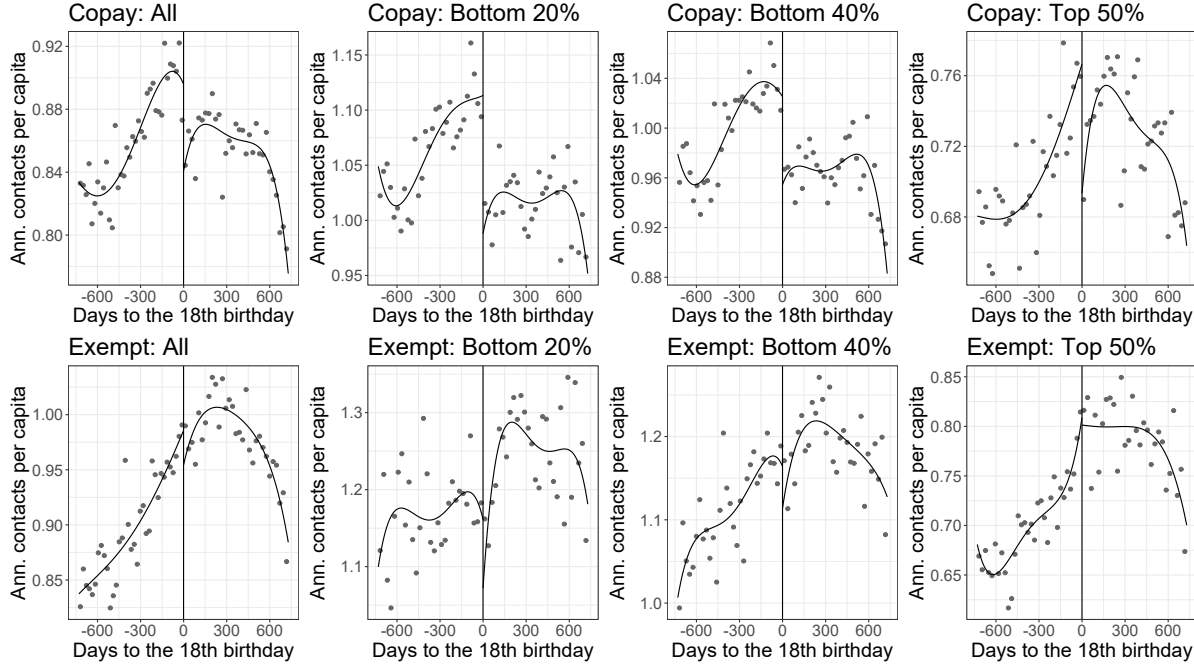 Copay: All
Copay: Bottom 20%
Copay: Bottom 40%
Copay: Top 50%
Ann. contacts per capita
0.92
0.88
0.84
0.80
-600 -300 0 300 600
Days to the 18th birthday
Ann. contacts per capita
1.15
1.10
1.05
1.00
0.95
-600 -300 0 300 600
Days to the 18th birthday
Ann. contacts per capita
1.04
1.00
0.96
0.92
0.88
-600 -300 0 300 600
Days to the 18th birthday
Ann. contacts per capita
0.76
0.72
0.68
-600 -300 0 300 600
Days to the 18th birthday
Exempt: All
Exempt: Bottom 20%
Exempt: Bottom 40%
Exempt: Top 50%
Ann. contacts per capita
1.00
0.95
0.90
0.85
-600 -300 0 300 600
Days to the 18th birthday
Ann. contacts per capita
1.3
1.2
1.1
-600 -300 0 300 600
Days to the 18th birthday
Ann. contacts per capita
1.2
1.1
1.0
-600 -300 0 300 600
Days to the 18th birthday
Ann. contacts per capita
0.85
0.80
0.75
0.70
0.65
-600 -300 0 300 600
Days to the 18th birthday